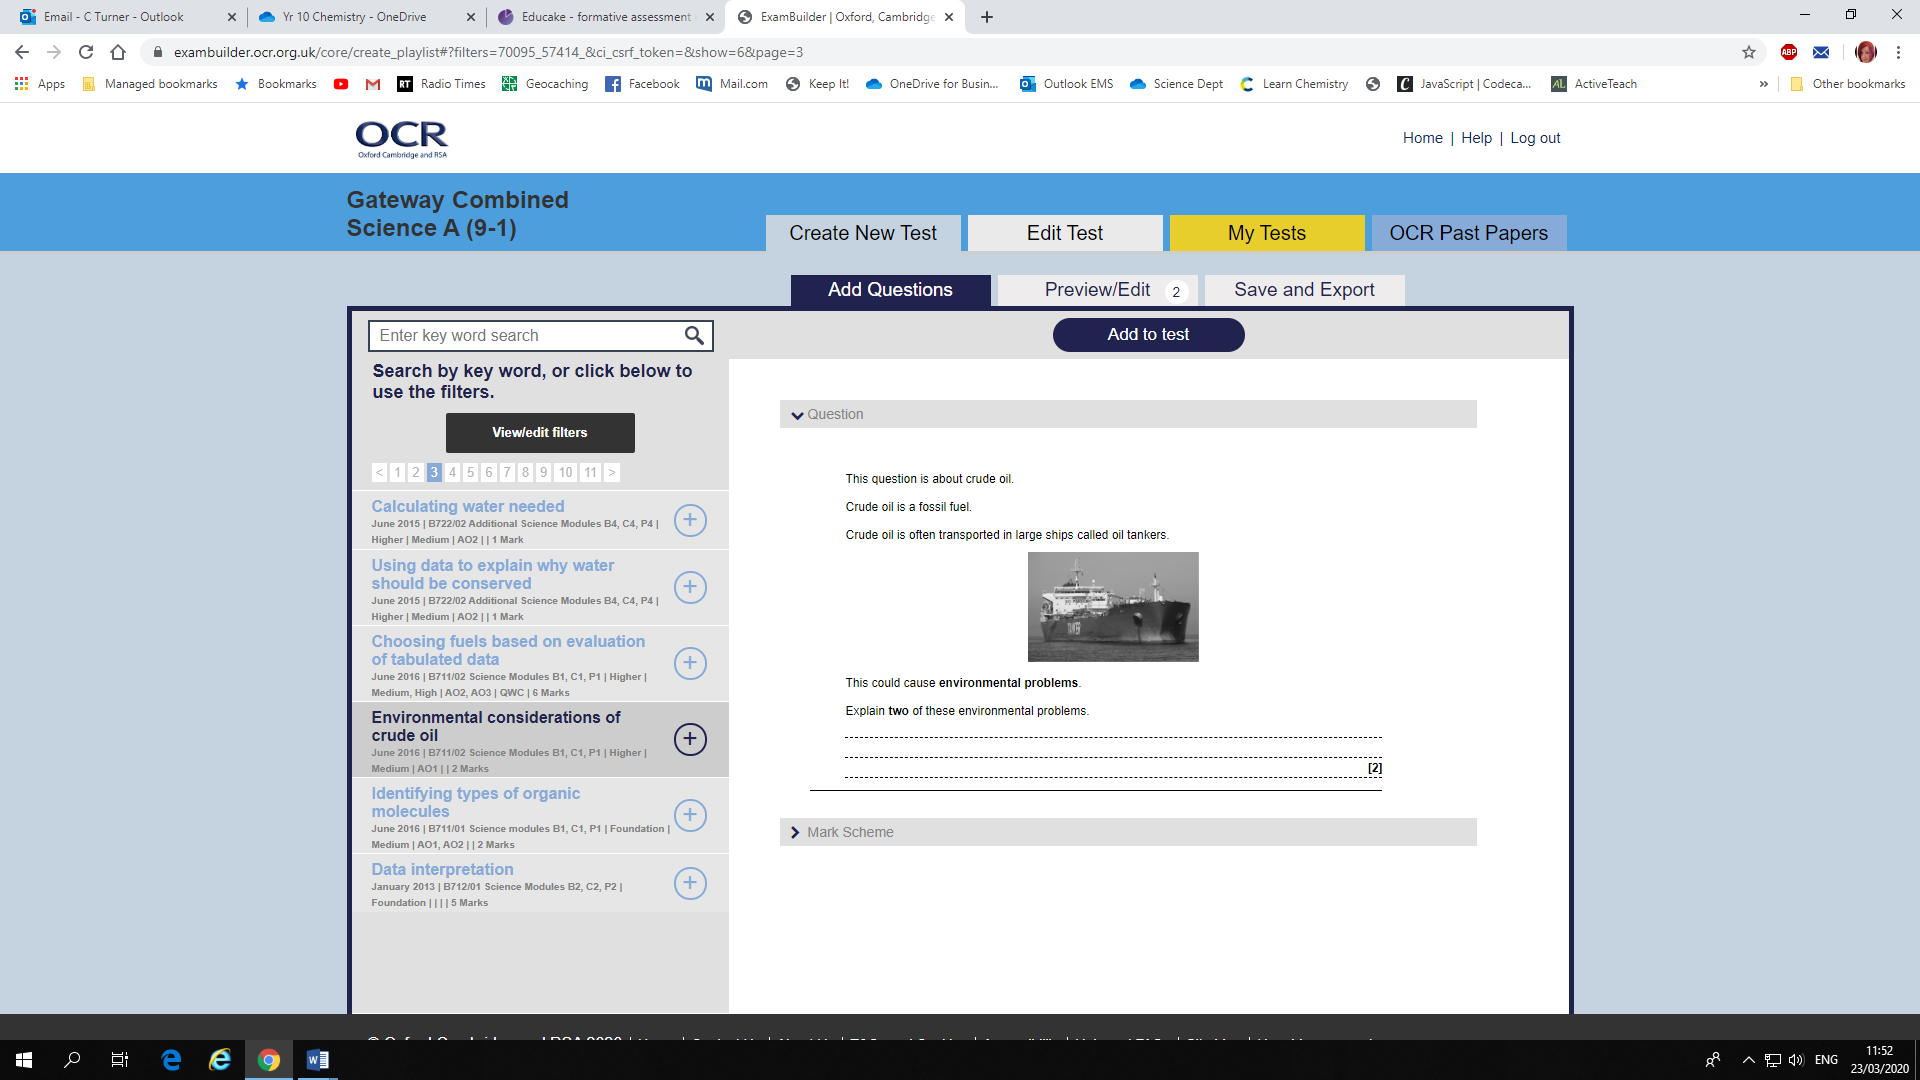 Email - C Turner - Outlook
Yr 10 Chemistry - OneDrive
Educake - formative assessment
ExamBuilder | Oxford, Cambridge
exambuilder.ocr.org.uk/core/create_playlist#?filters=70095_57414_&ci_csrf_token=&show=6&page=3
ABP
Apps
Managed bookmarks
Bookmarks
RT Radio Times
Geocaching
Facebook
Mail.com
Keep It!
OneDrive for Busin...
Outlook EMS
Science Dept
Learn Chemistry
JavaScript | Codeca...
ActiveTeach
»
Other bookmarks
OCR
Oxford Cambridge and RSA
Home | Help | Log out
Gateway Combined
Science A (9-1)
Create New Test
Edit Test
My Tests
OCR Past Papers
Add Questions
Preview/Edit 2
Save and Export
Enter key word search
Add to test
Search by key word, or click below to
use the filters.
View/edit filters
< 1 2 3 4 5 6 7 8 9 10 11 >
Calculating water needed
June 2015 | B722/02 Additional Science Modules B4, C4, P4 |
Higher | Medium | AO2 | | 1 Mark
Using data to explain why water
should be conserved
June 2015 | B722/02 Additional Science Modules B4, C4, P4 |
Higher | Medium | AO2 | | 1 Mark
Choosing fuels based on evaluation
of tabulated data
June 2016 | B711/02 Science Modules B1, C1, P1 | Higher |
Medium, High | AO2, AO3 | QWC | 6 Marks
Environmental considerations of
crude oil
June 2016 | B711/02 Science Modules B1, C1, P1 | Higher |
Medium | AO1 | | 2 Marks
Identifying types of organic
molecules
June 2016 | B711/01 Science modules B1, C1, P1 | Foundation |
Medium | AO1, AO2 | | 2 Marks
Data interpretation
January 2013 | B712/01 Science Modules B2, C2, P2 |
Foundation | | | | 5 Marks
Question
This question is about crude oil.
Crude oil is a fossil fuel.
Crude oil is often transported in large ships called oil tankers.
TANKER
This could cause environmental problems.
Explain two of these environmental problems.
[2]
Mark Scheme
ENG
11:52
23/03/2020